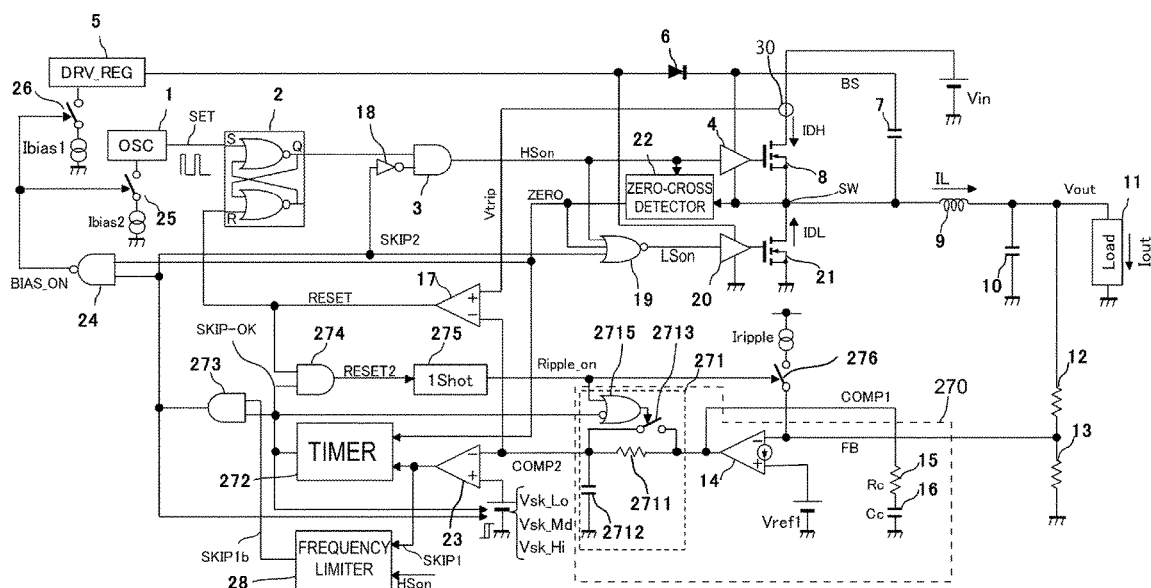 5
DRV_REG
6
30
BS
Vin
26
1
SET
2
18
7
IDH
4
Ibias1
OSC
S
Q
HSon
22
8
3
Ibias2
25
R
Vtrip
ZERO
ZERO-CROSS
DETECTOR
SW
IL
Vout
11
9
Load
Iout
IDL
SKIP2
LSon
10
BIAS_ON
19
20
21
24
17
+
−
RESET
SKIP-OK
274
275
2715
2713
271
Iripple
276
12
273
RESET2
1Shot
Ripple_on
COMP1
270
TIMER
FB
13
272
COMP2
−
+
14
15
Rc
16
Cc
23
−
+
2711
2712
Vref1
Vsk_Lo
Vsk_Md
Vsk_Hi
SKIP1b
FREQUENCY
LIMITER
SKIP1
28
HSon